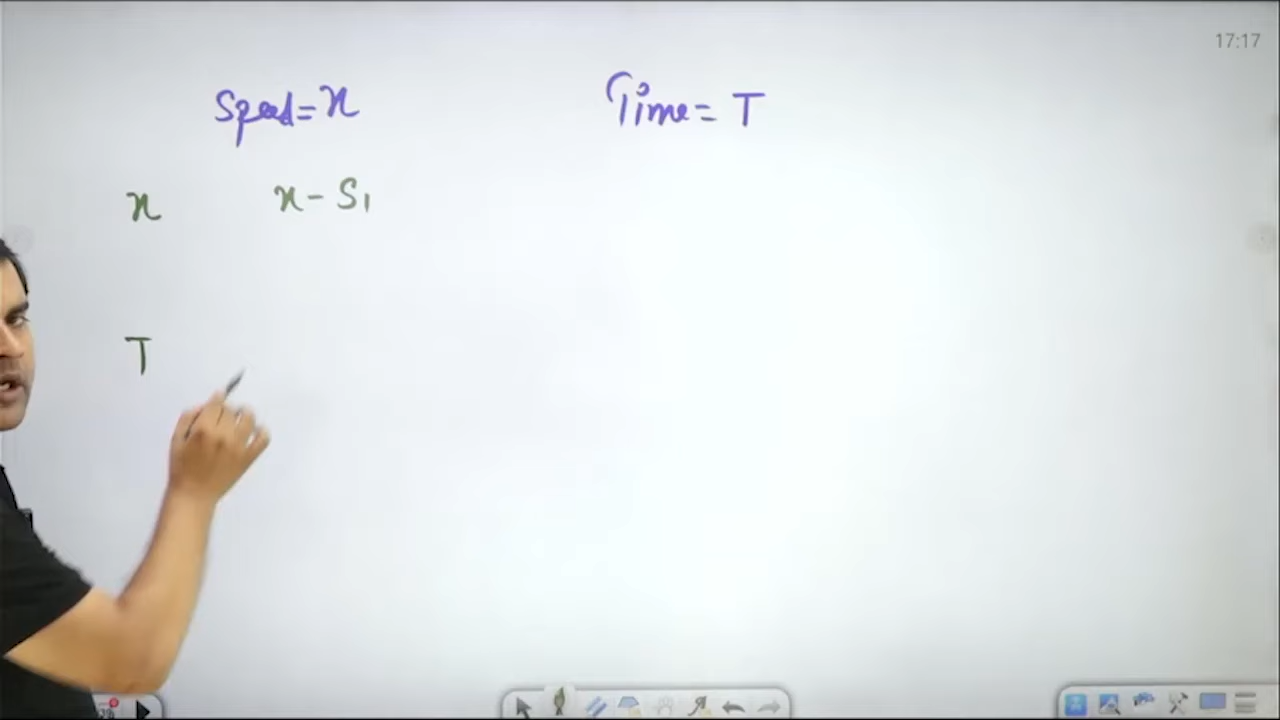 17:17
Speed = x
Time = T
x
x - S₁
T